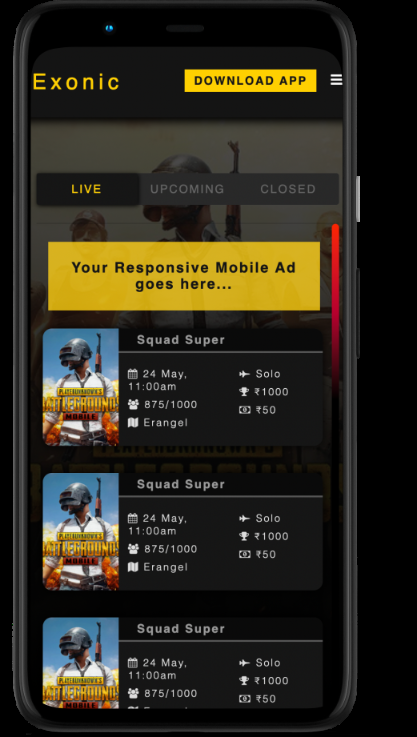 Exonic
DOWNLOAD APP
LIVE
UPCOMING
CLOSED
Your Responsive Mobile Ad
goes here...
Squad Super
PLAYERUNKNOWN'S
BATTLEGROUNDS
MOBILE
24 May,
11:00am
875/1000
Erangel
Solo
₹1000
₹50
Squad Super
PLAYERUNKNOWN'S
BATTLEGROUNDS
MOBILE
24 May,
11:00am
875/1000
Erangel
Solo
₹1000
₹50
Squad Super
PLAYERUNKNOWN'S
BATTLEGROUNDS
24 May,
11:00am
875/1000
Solo
₹1000
₹50